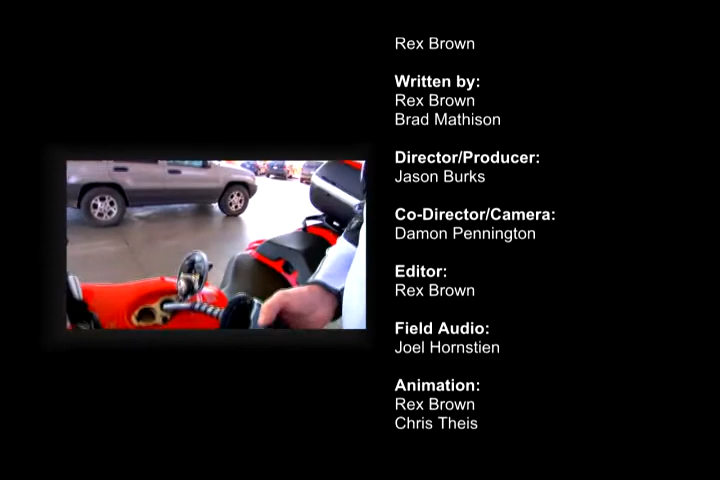 Rex Brown
Written by:
Rex Brown
Brad Mathison
Director/Producer:
Jason Burks
Co-Director/Camera:
Damon Pennington
Editor:
Rex Brown
Field Audio:
Joel Hornstien
Animation:
Rex Brown
Chris Theis